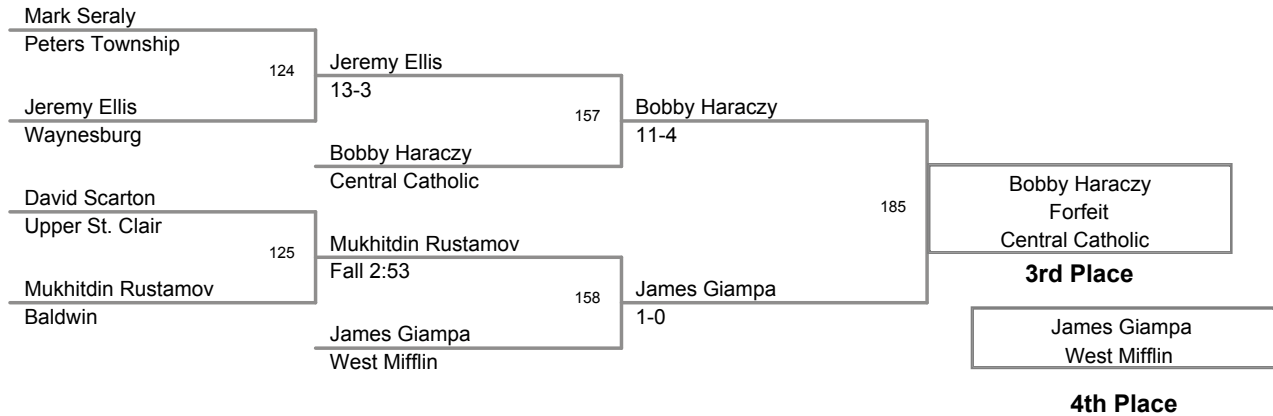 Mark Seraly
Peters Township
124
Jeremy Ellis
Waynesburg
Jeremy Ellis
13-3
157
Bobby Haraczy
Central Catholic
Bobby Haraczy
11-4
David Scarton
Upper St. Clair
125
Mukhitdin Rustamov
Baldwin
Mukhitdin Rustamov
Fall 2:53
158
James Giampa
West Mifflin
James Giampa
1-0
185
Bobby Haraczy
Forfeit
Central Catholic
3rd Place
James Giampa
West Mifflin
4th Place